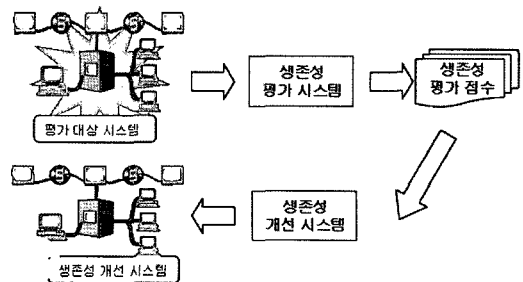 생존성
평가 시스템
생존성
평가 점수
평가 대상 시스템
생존성
개선 시스템
생존성 개선 시스템